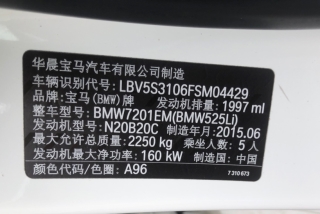 华晨宝马汽车有限公司制造
车辆识别代号: LBV5S3106FSM04429
品牌: 宝马(BMW)牌 发动机排量: 1997 ml
整车型号: BMW7201EM(BMW525Li)
发动机型号: N20B20C 制造年月: 2015.06
最大允许总质量: 2250 kg 乘坐人数: 5 人
发动机最大净功率: 160 kW 制造国: 中国
颜色代码/色圈: A96 7 310 673